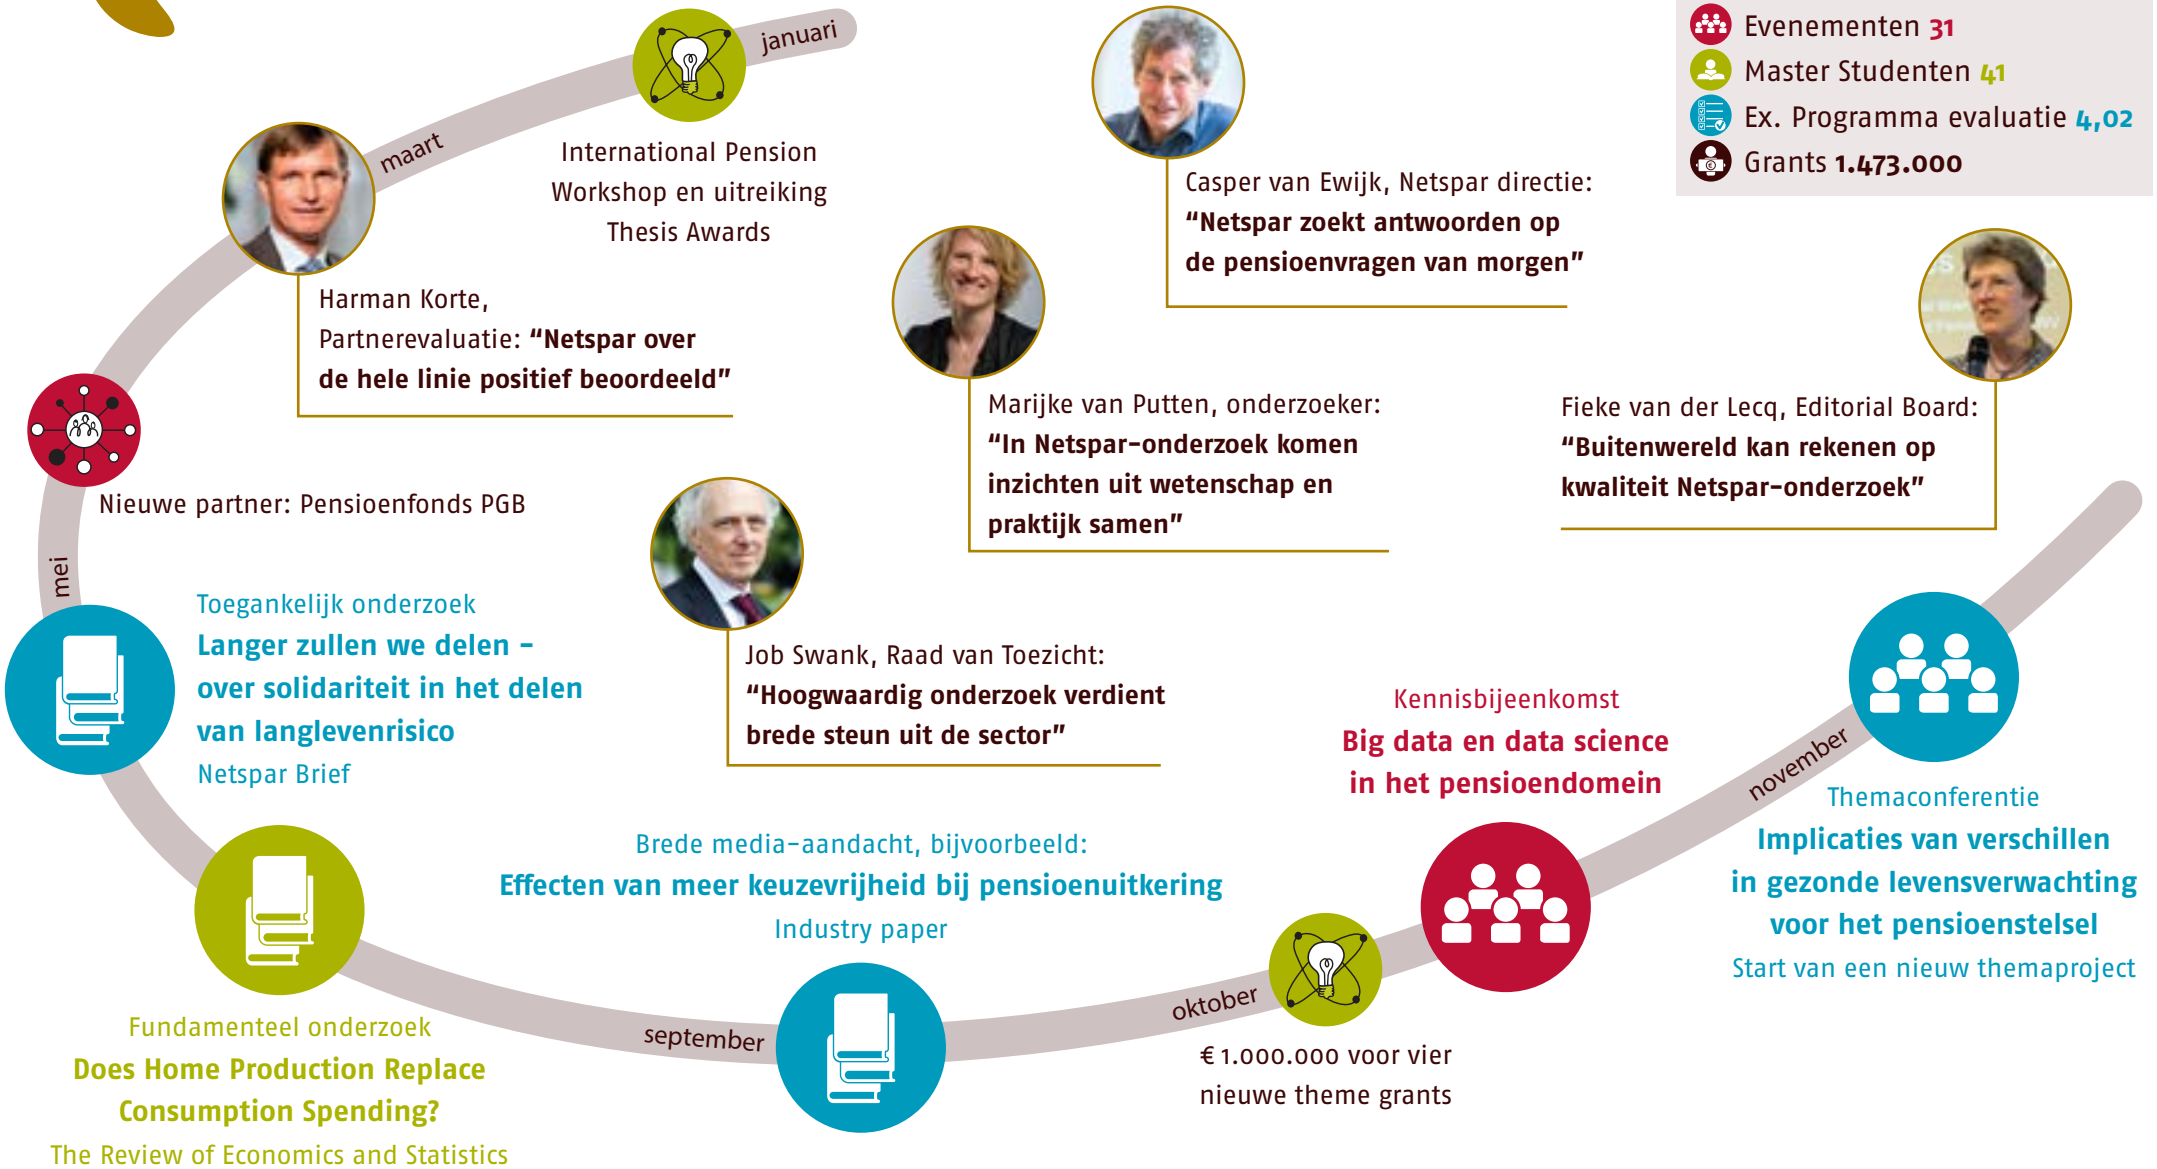 januari
maart
International Pension
Workshop en uitreiking
Thesis Awards
Harman Korte,
Partnerevaluatie: “Netspar over
de hele linie positief beoordeeld”
Casper van Ewijk, Netspar directie:
“Netspar zoekt antwoorden op
de pensioenvragen van morgen”
Evenementen 31
Master Studenten 41
Ex. Programma evaluatie 4,02
Grants 1.473.000
Marijke van Putten, onderzoeker:
“In Netspar-onderzoek komen
inzichten uit wetenschap en
praktijk samen”
Fieke van der Lecq, Editorial Board:
“Buitenwereld kan rekenen op
kwaliteit Netspar-onderzoek”
Nieuwe partner: Pensioenfonds PGB
mei
Toegankelijk onderzoek
Langer zullen we delen –
over solidariteit in het delen
van langlevenrisico
Netspar Brief
Job Swank, Raad van Toezicht:
“Hoogwaardig onderzoek verdient
brede steun uit de sector”
Fundamenteel onderzoek
Does Home Production Replace
Consumption Spending?
The Review of Economics and Statistics
september
Brede media-aandacht, bijvoorbeeld:
Effecten van meer keuzevrijheid bij pensioenuitkering
Industry paper
oktober
€ 1.000.000 voor vier
nieuwe theme grants
Kennisbijeenkomst
Big data en data science
in het pensioendomein
november
Themaconferentie
Implicaties van verschillen
in gezonde levensverwachting
voor het pensioenstelsel
Start van een nieuw themaproject